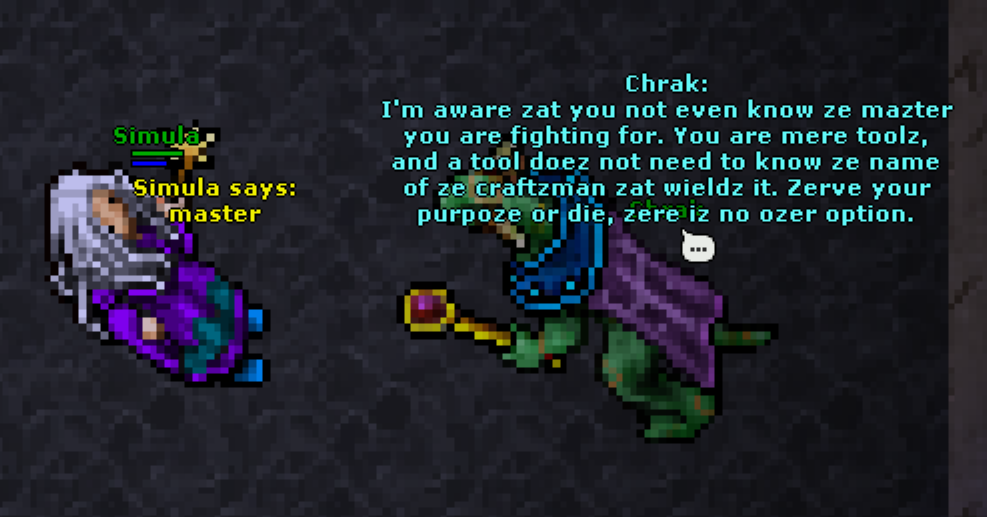 Simula
Simula says:
master
Chrak:
I'm aware zat you not even know ze mazter
you are fighting for. You are mere toolz,
and a tool doez not need to know ze name
of ze craftzman zat wieldz it. Zerve your
purpoze or die, zere iz no ozer option.
Chrak
...